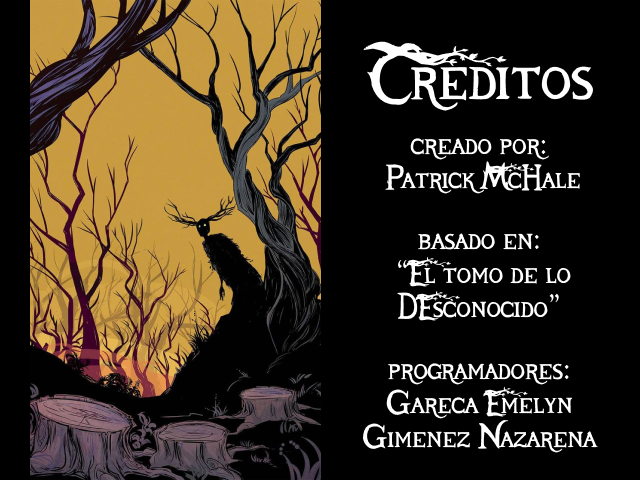 Creditos
creado por:
Patrick McHale
basado en:
“El tomo de lo
Desconocido”
programadores:
Gareca Emelyn
Gimenez Nazarena